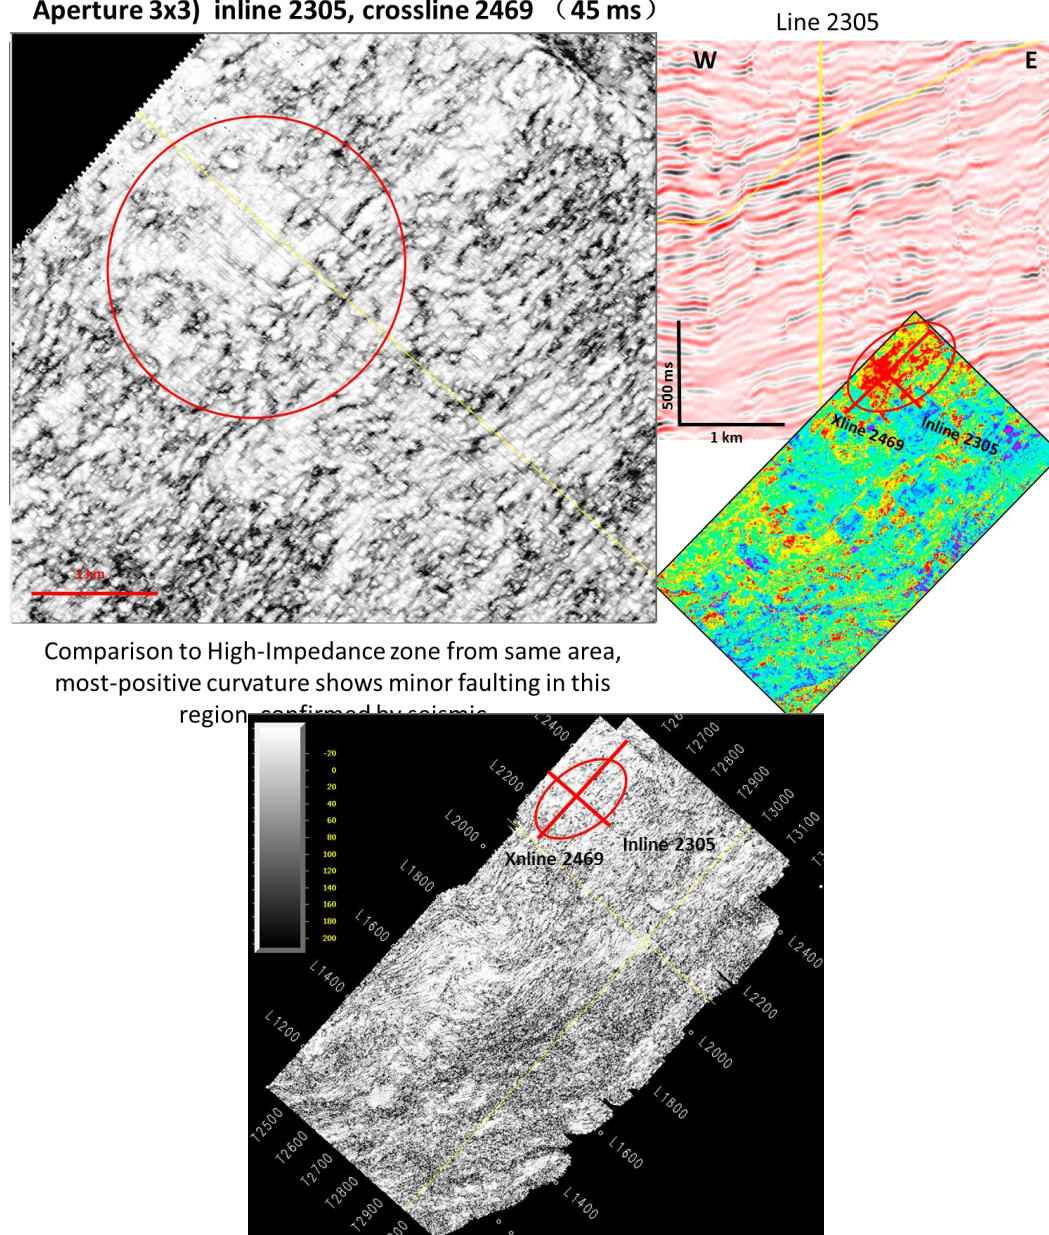 Aperture 3x3) inline 2305, crossline 2469 （45 ms）
Line 2305
W
E
500 ms
1 km
Xline 2469
Inline 2305
1 km
Comparison to High-Impedance zone from same area,
most-positive curvature shows minor faulting in this
region, confirmed by seismic
-20
0
20
40
60
80
100
120
140
160
180
200
L2400
L2200
L2000
L1800
L1600
L1400
L1200
T2700
T2800
T2900
T3000
T3100
Xnline 2469
Inline 2305
L2400
L2200
L2000
L1800
L1600
L1400
T2500
T2600
T2700
T2800
T2900